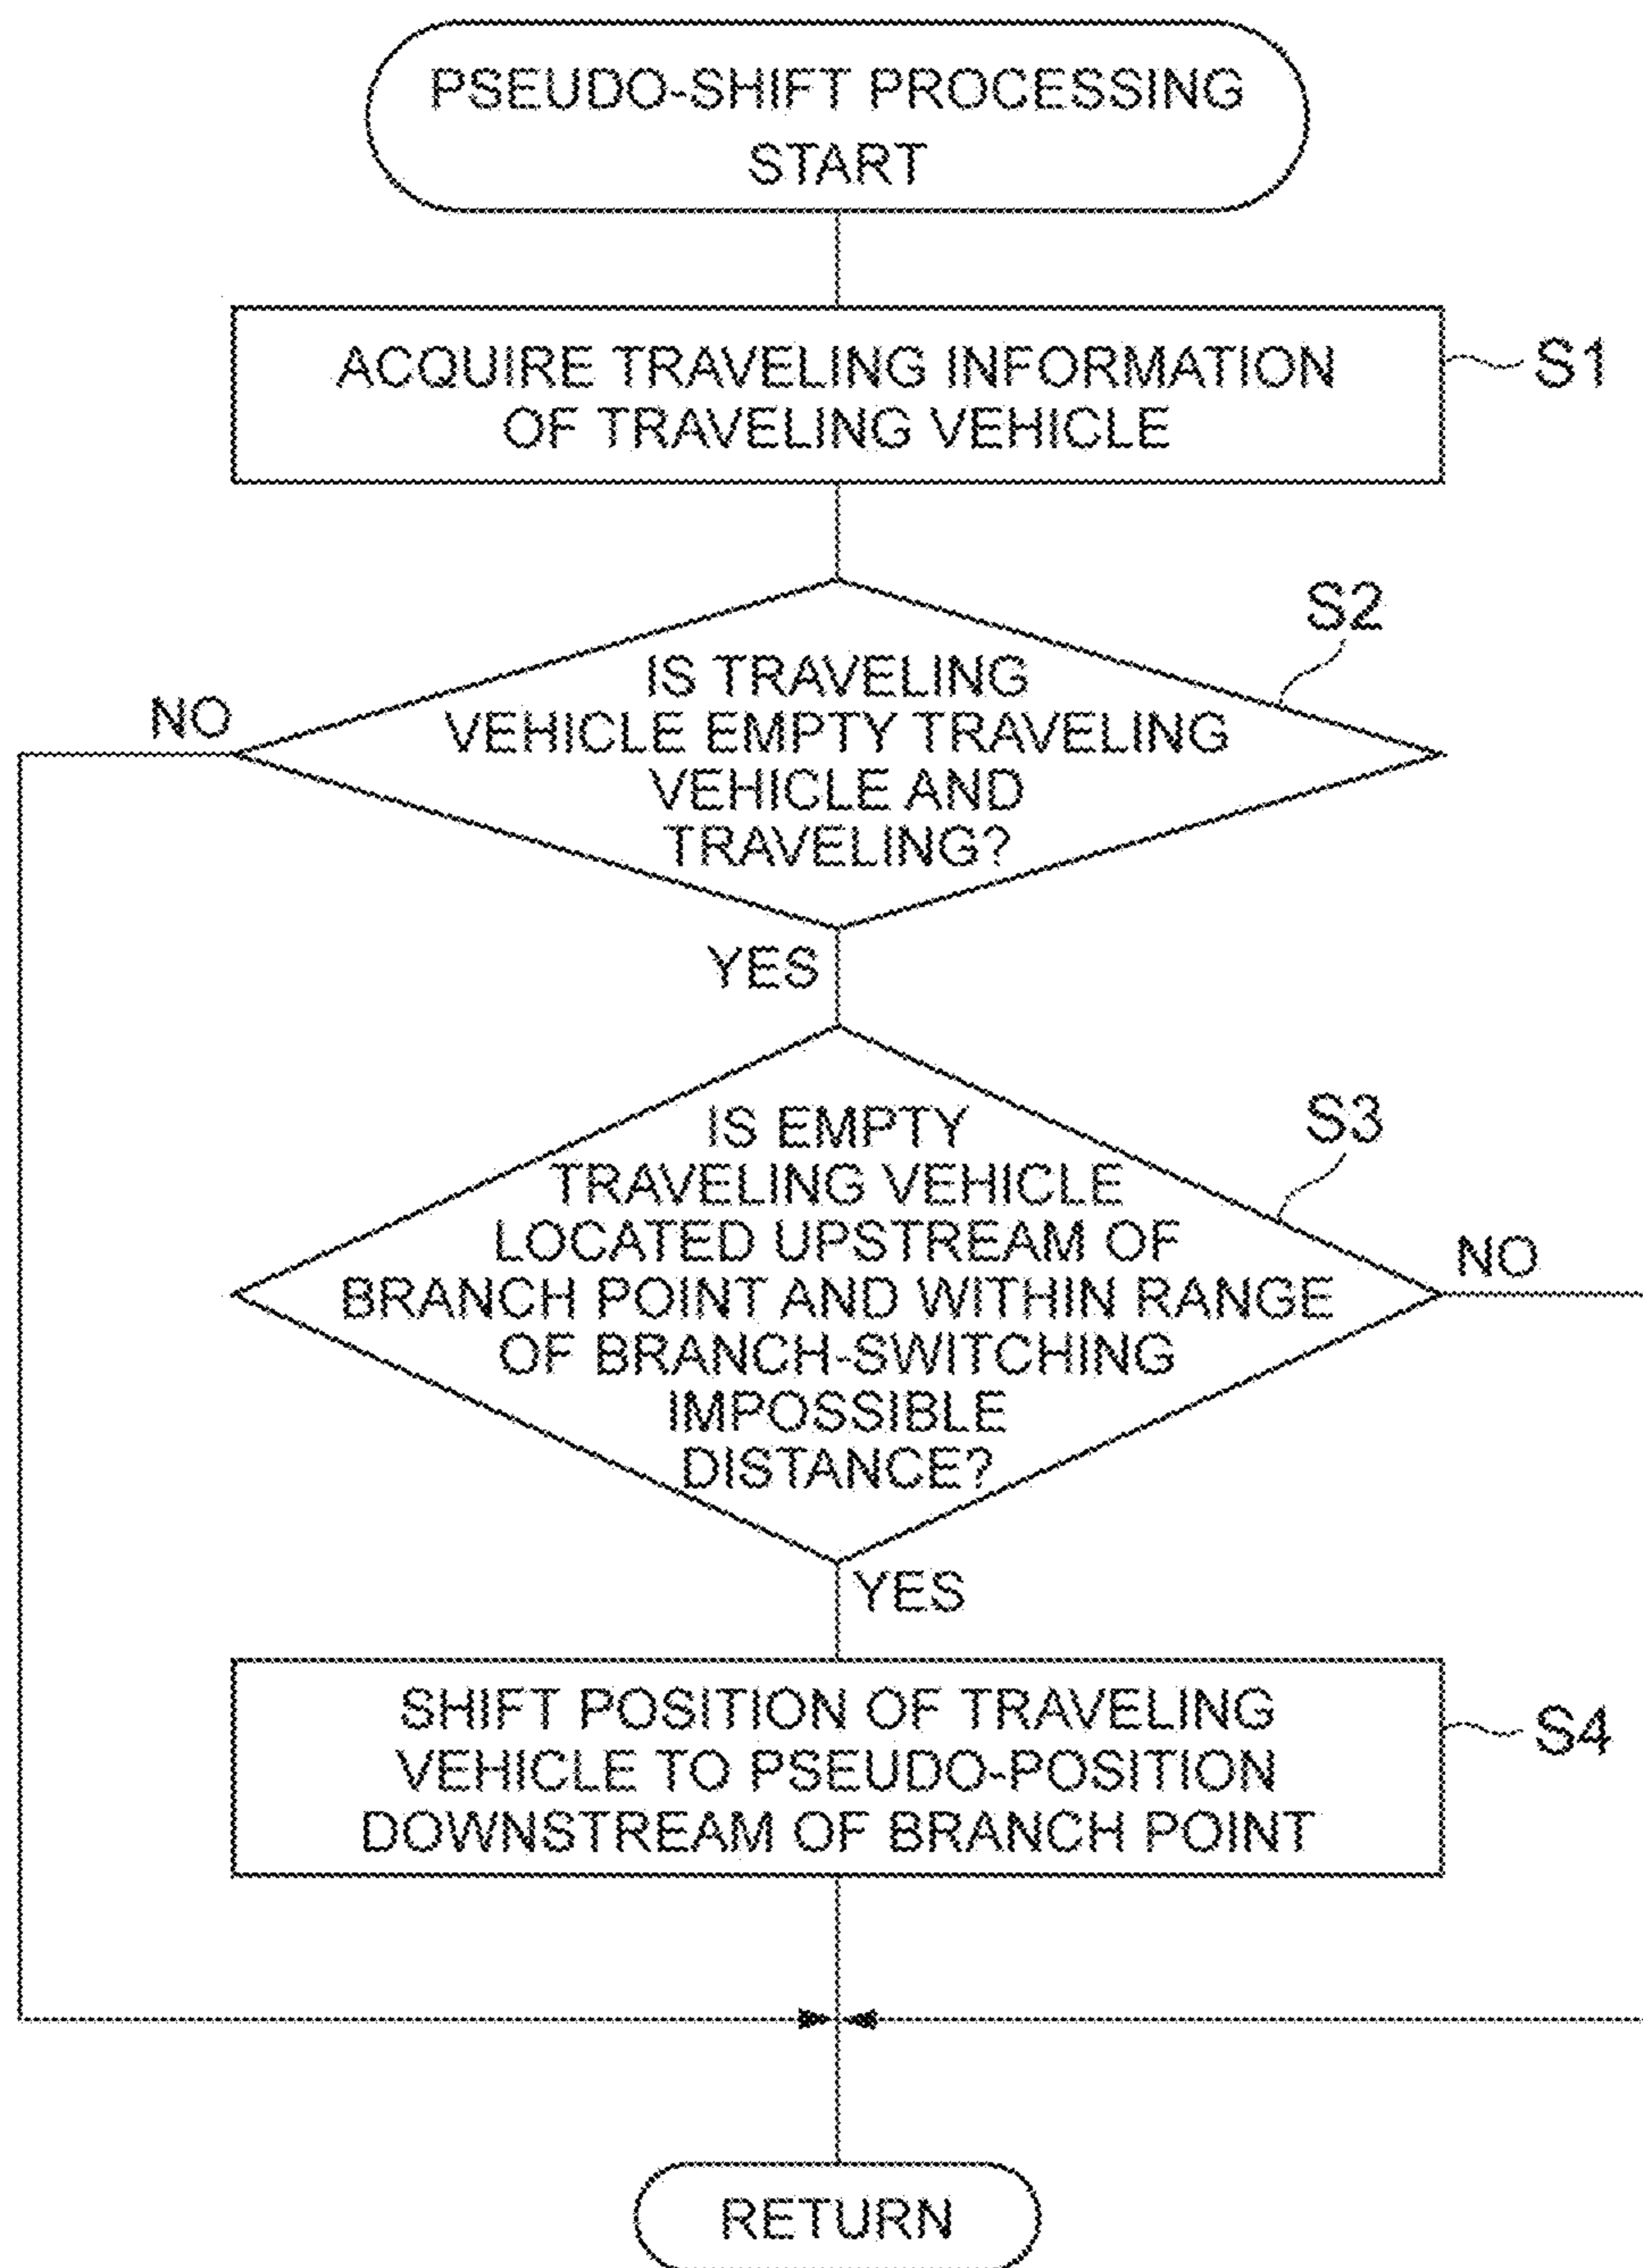 PSEUDO-SHIFT PROCESSING
START
ACQUIRE TRAVELING INFORMATION
OF TRAVELING VEHICLE
S1
S2
IS TRAVELING
VEHICLE EMPTY TRAVELING
VEHICLE AND
TRAVELING?
NO
YES
S3
IS EMPTY
TRAVELING VEHICLE
LOCATED UPSTREAM OF
BRANCH POINT AND WITHIN RANGE
OF BRANCH-SWITCHING
IMPOSSIBLE
DISTANCE?
NO
YES
SHIFT POSITION OF TRAVELING
VEHICLE TO PSEUDO-POSITION
DOWNSTREAM OF BRANCH POINT
S4
RETURN